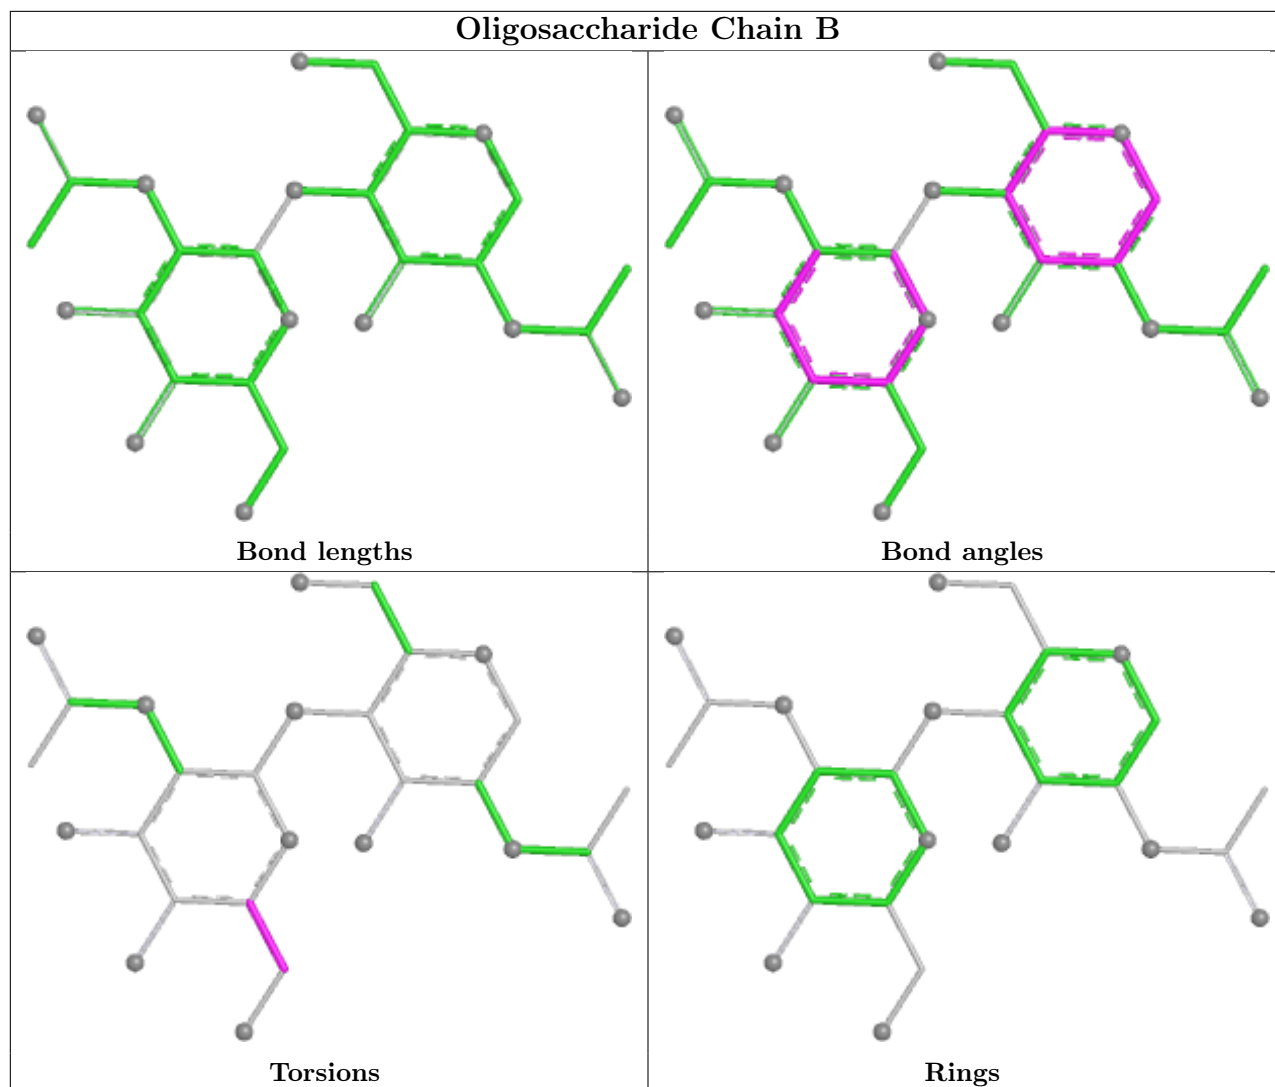 Oligosaccharide Chain B
Bond lengths
Bond angles
Torsions
Rings